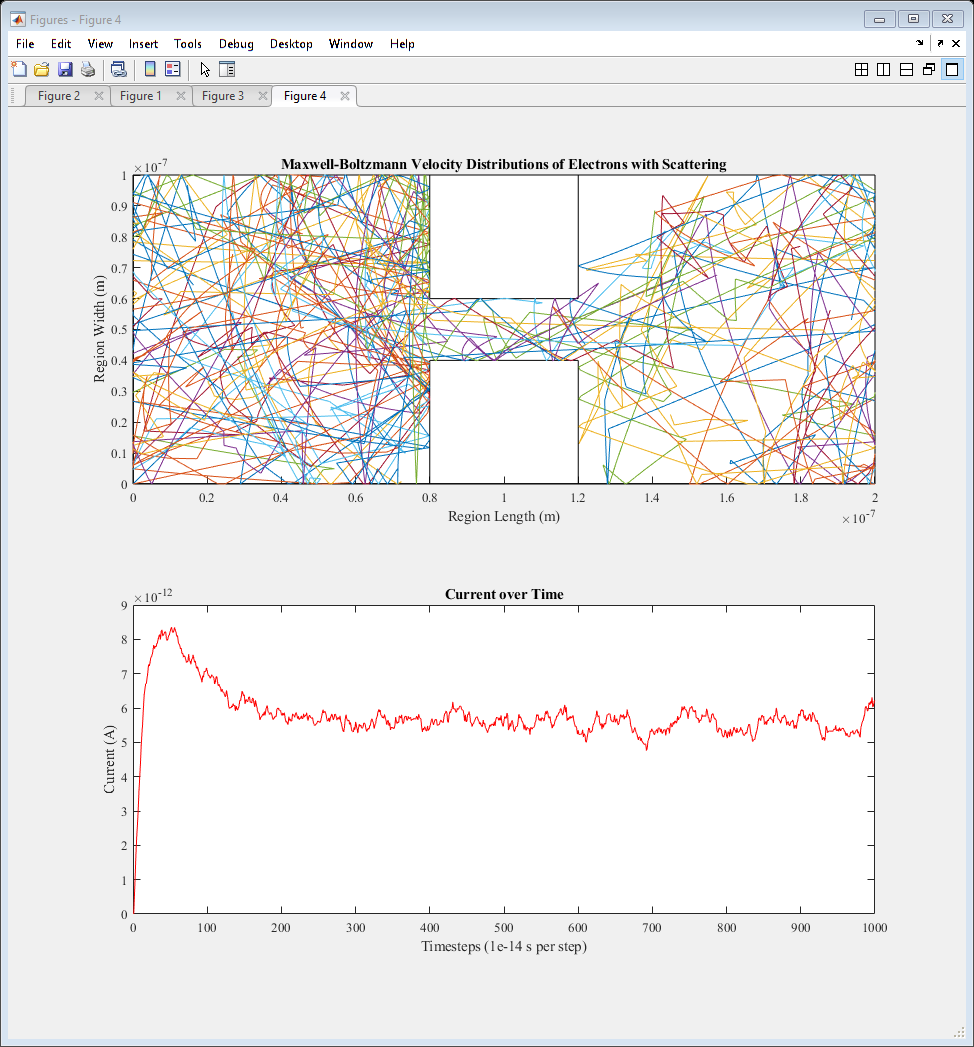 Figures - Figure 4
File Edit View Insert Tools Debug Desktop Window Help
Figure 2 Figure 1 Figure 3 Figure 4
×10-7
Maxwell-Boltzmann Velocity Distributions of Electrons with Scattering
1
0.9
0.8
0.7
0.6
0.5
0.4
0.3
0.2
0.1
0
Region Width (m)
0 0.2 0.4 0.6 0.8 1 1.2 1.4 1.6 1.8 2
Region Length (m)
×10-7
×10-12
Current over Time
9
8
7
6
5
4
3
2
1
0
Current (A)
0 100 200 300 400 500 600 700 800 900 1000
Timesteps (1e-14 s per step)